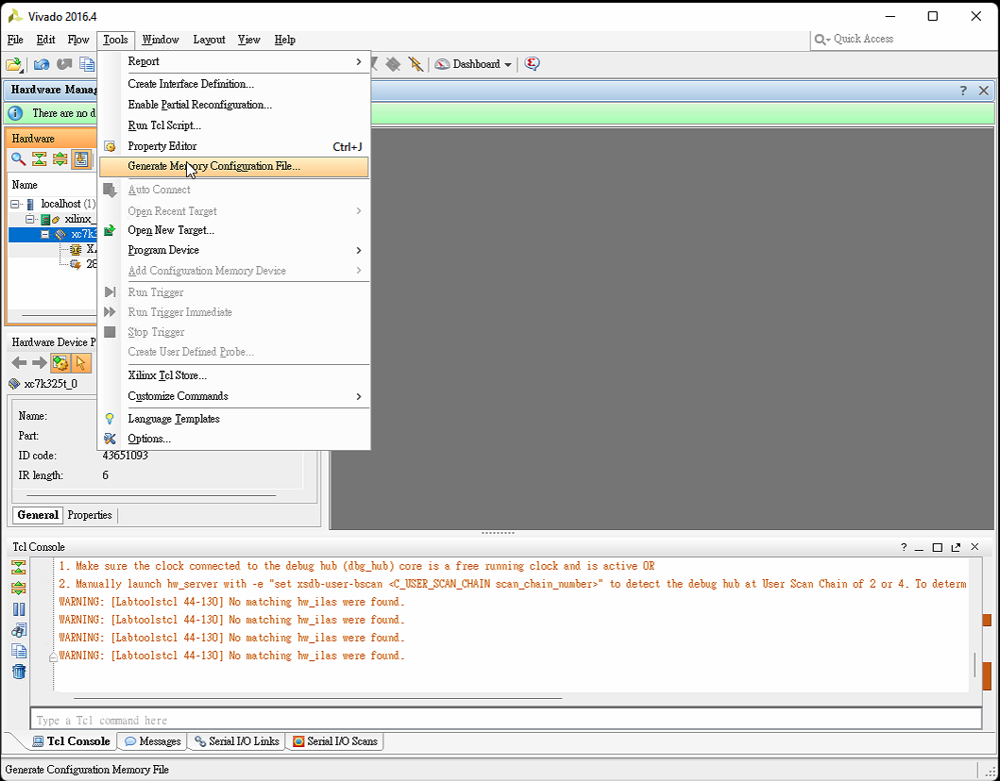 Vivado 2016.4
File Edit Flow Tools Window Layout View Help
Quick Access
Dashboard
Hardware Manag
There are no d
Hardware
Name
localhost (1)
xilinx_
xc7k3
XA
28
Report
Create Interface Definition...
Enable Partial Reconfiguration...
Run Tcl Script...
Property Editor Ctrl+J
Generate Memory Configuration File...
Auto Connect
Open Recent Target
Open New Target...
Program Device
Add Configuration Memory Device
Run Trigger
Run Trigger Immediate
Stop Trigger
Create User Defined Probe...
Xilinx Tcl Store...
Customize Commands
Language Templates
Options...
Hardware Device P
xc7k325t_0
Name:
Part:
ID code: 43651093
IR length: 6
General Properties
Tcl Console
1. Make sure the clock connected to the debug hub (dbg_hub) core is a free running clock and is active OR
2. Manually launch hw_server with -e "set xsdb-user-bscan <C_USER_SCAN_CHAIN scan_chain_number>" to detect the debug hub at User Scan Chain of 2 or 4. To determ
WARNING: [Labtoolstcl 44-130] No matching hw_ilas were found.
WARNING: [Labtoolstcl 44-130] No matching hw_ilas were found.
WARNING: [Labtoolstcl 44-130] No matching hw_ilas were found.
WARNING: [Labtoolstcl 44-130] No matching hw_ilas were found.
Type a Tcl command here
Tcl Console Messages Serial I/O Links Serial I/O Scans
Generate Configuration Memory File